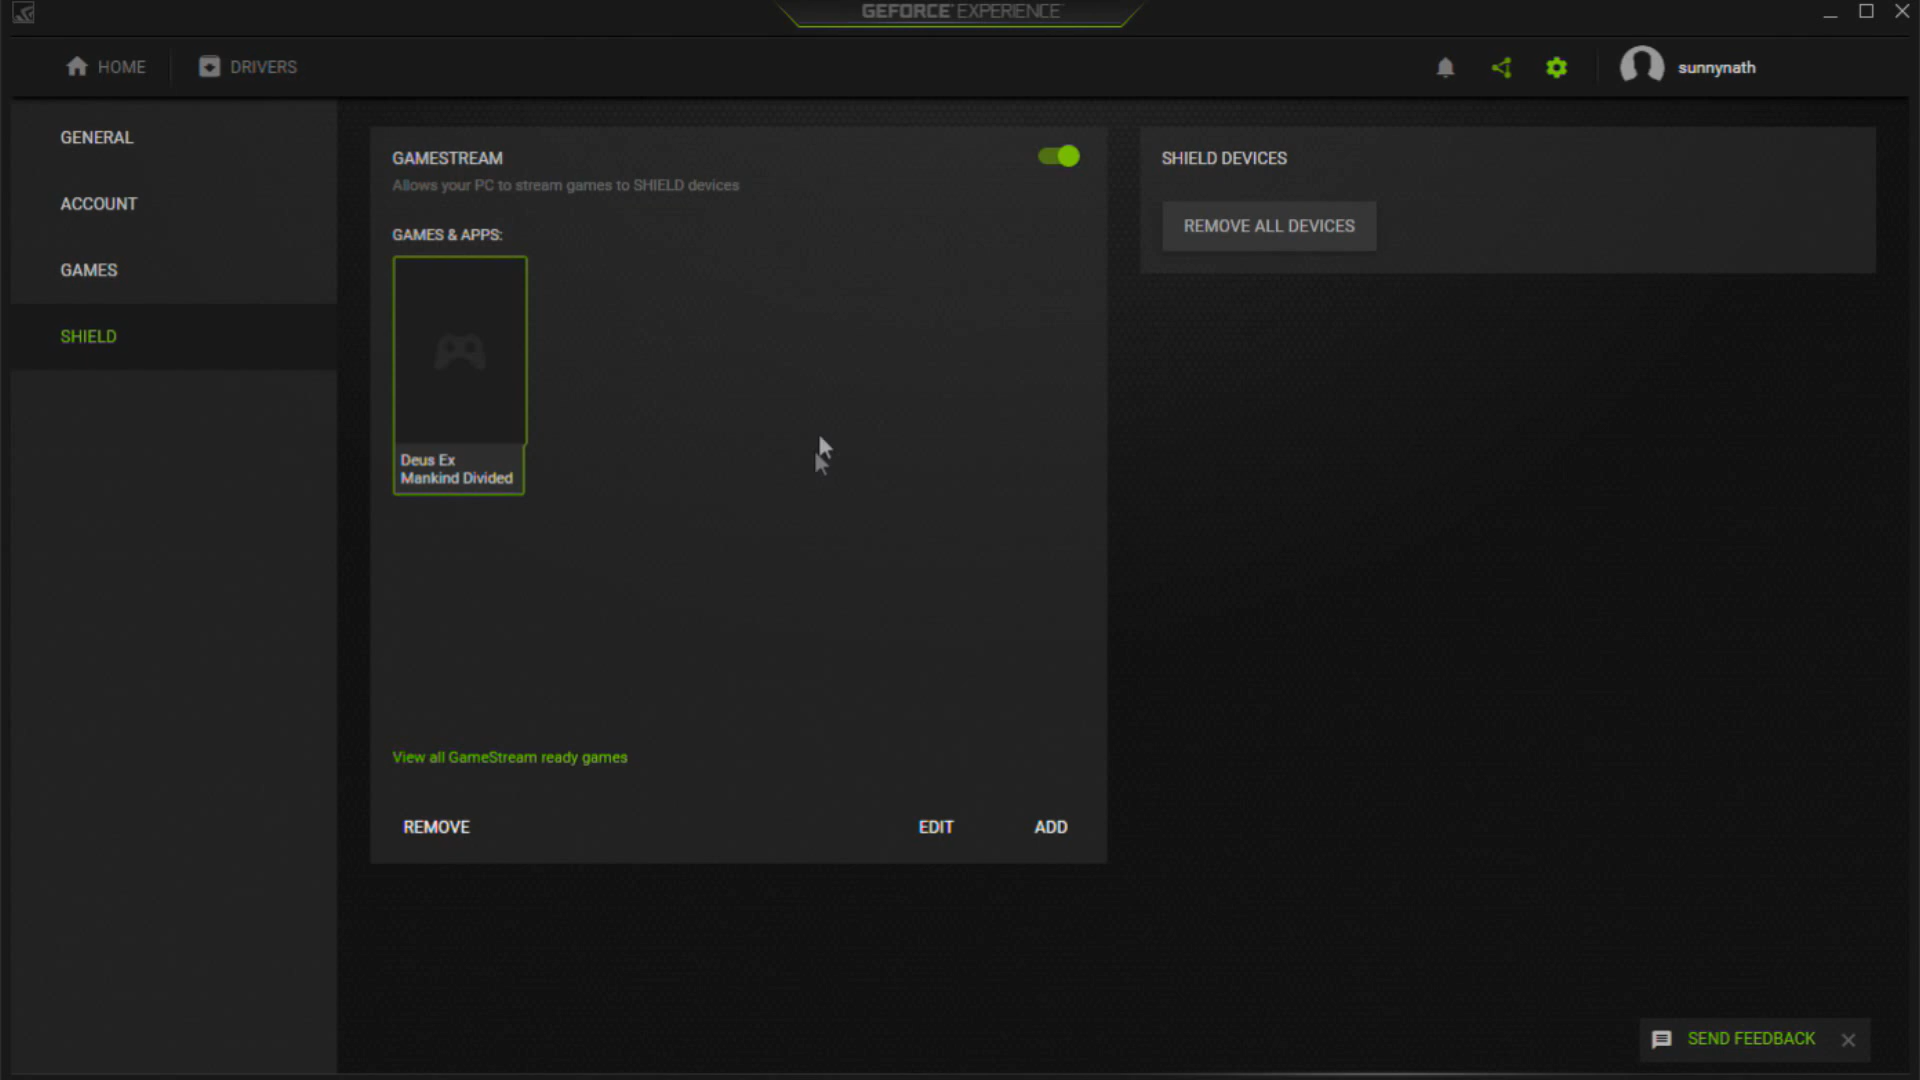 GEFORCE EXPERIENCE
HOME
DRIVERS
sunnynath
GENERAL
ACCOUNT
GAMES
SHIELD
GAMESTREAM
Allows your PC to stream games to SHIELD devices
GAMES & APPS:
Deus Ex
Mankind Divided
View all GameStream ready games
REMOVE
EDIT
ADD
SHIELD DEVICES
REMOVE ALL DEVICES
SEND FEEDBACK